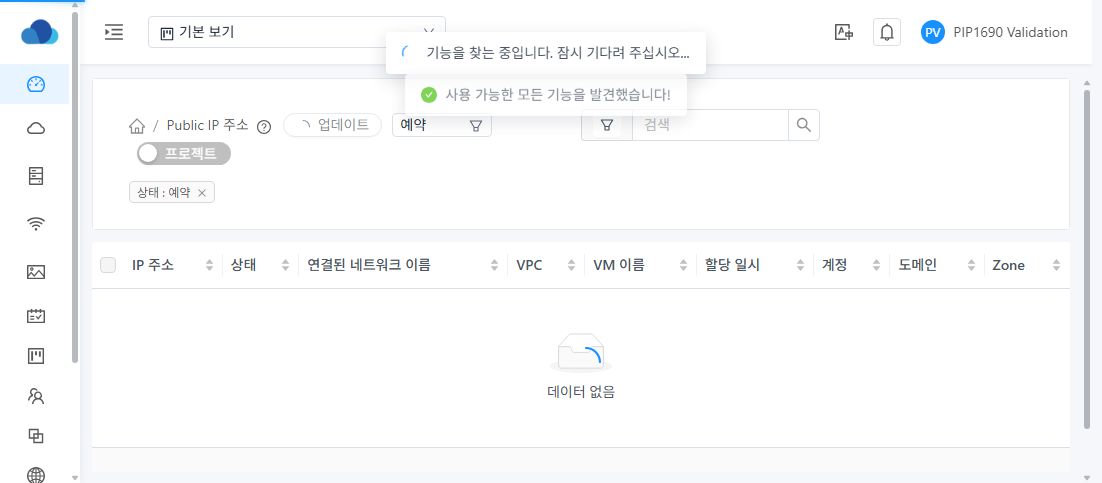 기본 보기
PV PIP1690 Validation
기능을 찾는 중입니다. 잠시 기다려 주십시오...
사용 가능한 모든 기능을 발견했습니다!
/ Public IP 주소 업데이트 예약 검색
프로젝트
상태 : 예약
IP 주소 상태 연결된 네트워크 이름 VPC VM 이름 할당 일시 계정 도메인 Zone
데이터 없음